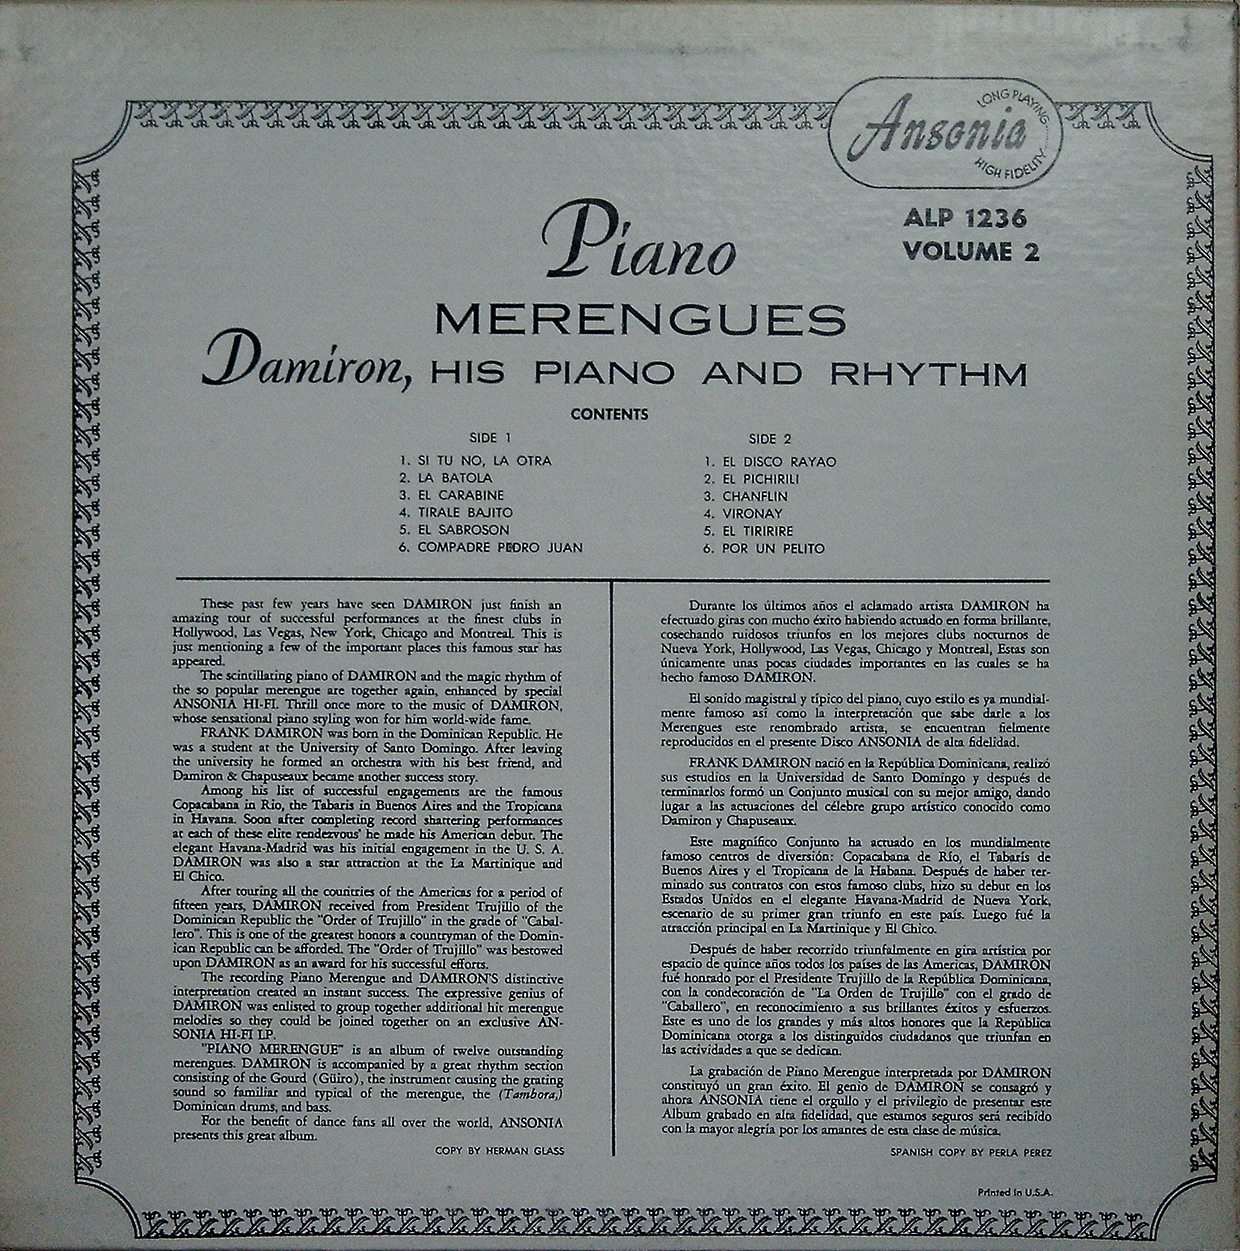 Ansonia
LONG PLAYING
HIGH FIDELITY
ALP 1236
VOLUME 2
Piano
MERENGUES
Damiron, HIS PIANO AND RHYTHM
CONTENTS
SIDE 1
1. SI TU NO, LA OTRA
2. LA BATOLA
3. EL CARABINE
4. TIRALE BAJITO
5. EL SABROSON
6. COMPADRE PEDRO JUAN
SIDE 2
1. EL DISCO RAYAO
2. EL PICHIRILI
3. CHANFLIN
4. VIRONAY
5. EL TIRIRIRE
6. POR UN PELITO
These past few years have seen DAMIRON just finish an
amazing tour of successful performances at the finest clubs in
Hollywood, Las Vegas, New York, Chicago and Montreal. This is
just mentioning a few of the important places this famous star has
appeared.
The scintillating piano of DAMIRON and the magic rhythm of
the so popular merengue are together again, enhanced by special
ANSONIA HI-FI. Thrill once more to the music of DAMIRON,
whose sensational piano styling won for him world-wide fame.
FRANK DAMIRON was born in the Dominican Republic. He
was a student at the University of Santo Domingo. After leaving
the university he formed an orchestra with his best friend, and
Damiron & Chapuseaux became another success story.
Among his list of successful engagements are the famous
Copacabana in Rio, the Tabaris in Buenos Aires and the Tropicana
in Havana. Soon after completing record shattering performances
at each of these elite rendezvous' he made his American debut. The
elegant Havana-Madrid was his initial engagement in the U. S. A.
DAMIRON was also a star attraction at the La Martinique and
El Chico.
After touring all the countries of the Americas for a period of
fifteen years, DAMIRON received from President Trujillo of the
Dominican Republic the "Order of Trujillo" in the grade of "Cabal-
lero". This is one of the greatest honors a countryman of the Domin-
ican Republic can be afforded. The "Order of Trujillo" was bestowed
upon DAMIRON as an award for his successful efforts.
The recording Piano Merengue and DAMIRON'S distinctive
interpretation created an instant success. The expressive genius of
DAMIRON was enlisted to group together additional hit merengue
melodies so they could be joined together on an exclusive AN-
SONIA HI-FI LP.
"PIANO MERENGUE" is an album of twelve outstanding
merengues. DAMIRON is accompanied by a great rhythm section
consisting of the Gourd (Güiro), the instrument causing the grating
sound so familiar and typical of the merengue, the (Tambora,)
Dominican drums, and bass.
For the benefit of dance fans all over the world, ANSONIA
presents this great album.
COPY BY HERMAN GLASS
Durante los últimos años el aclamado artista DAMIRON ha
efectuado giras con mucho éxito habiendo actuado en forma brillante,
cosechando ruidosos triunfos en los mejores clubs nocturnos de
Nueva York, Hollywood, Las Vegas, Chicago y Montreal, Estas son
únicamente unas pocas ciudades importantes en las cuales se ha
hecho famoso DAMIRON.
El sonido magistral y típico del piano, cuyo estilo es ya mundial-
mente famoso así como la interpretación que sabe darle a los
Merengues este renombrado artista, se encuentran fielmente
reproducidos en el presente Disco ANSONIA de alta fidelidad.
FRANK DAMIRON nació en la República Dominicana, realizó
sus estudios en la Universidad de Santo Domingo y después de
terminarlos formó un Conjunto musical con su mejor amigo, dando
lugar a las actuaciones del célebre grupo artístico conocido como
Damiron y Chapuseaux.
Este magnífico Conjunto ha actuado en los mundialmente
famoso centros de diversión: Copacabana de Río, el Tabarís de
Buenos Aires y el Tropicana de la Habana. Después de haber ter-
minado sus contratos con estos famoso clubs, hizo su debut en los
Estados Unidos en el elegante Havana-Madrid de Nueva York,
escenario de su primer gran triunfo en este país. Luego fué la
atracción principal en La Martinique y El Chico.
Después de haber recorrido triunfalmente en gira artística por
espacio de quince años todos los países de las Americas, DAMIRON
fué honrado por el Presidente Trujillo de la República Dominicana,
con la condecoración de "La Orden de Trujillo" con el grado de
"Caballero", en reconocimiento a sus brillantes éxitos y esfuerzos.
Este es uno de los grandes y más altos honores que la República
Dominicana otorga a los distinguidos ciudadanos que triunfan en
las actividades a que se dedican.
La grabación de Piano Merengue interpretada por DAMIRON
constituyó un gran éxito. El genio de DAMIRON se consagró y
ahora ANSONIA tiene el orgullo y el privilegio de presentar este
Album grabado en alta fidelidad, que estamos seguros será recibido
con la mayor alegría por los amantes de esta clase de música.
SPANISH COPY BY PERLA PEREZ
Printed in U.S.A.